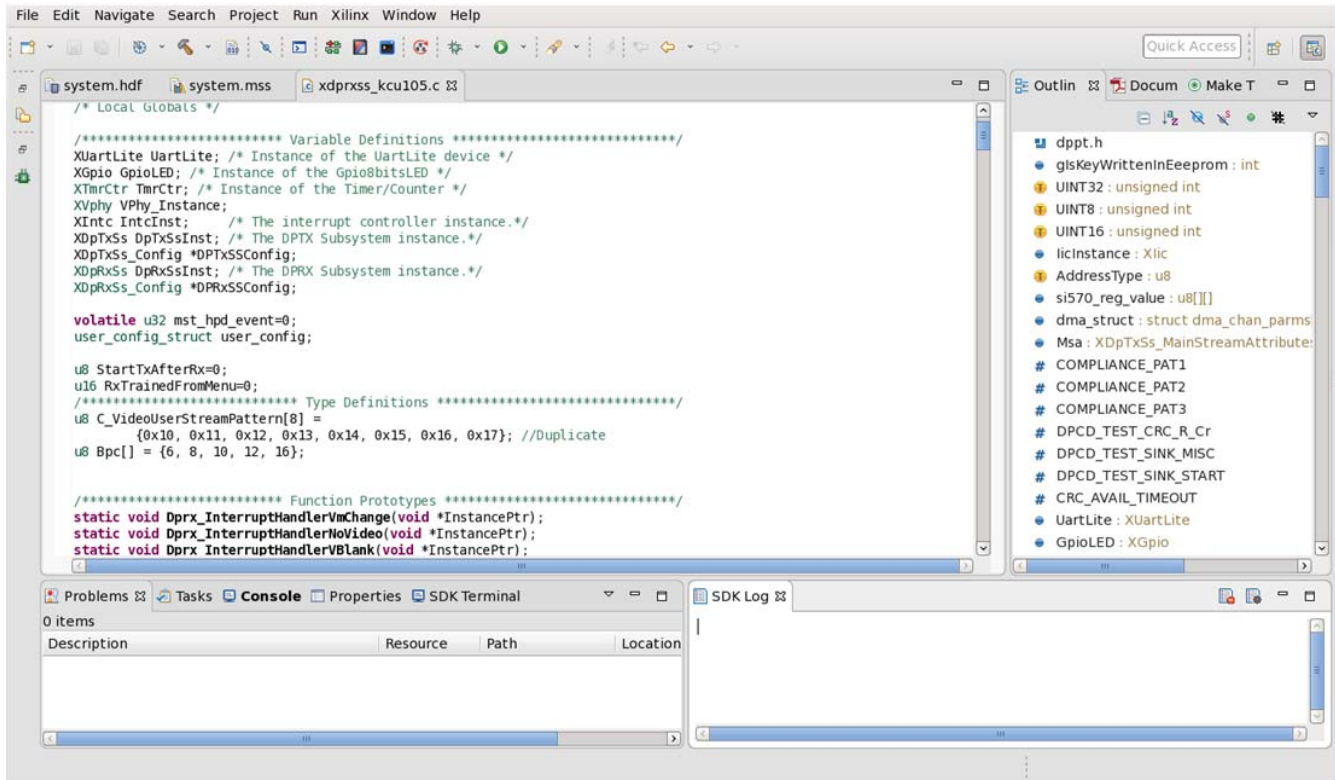 File Edit Navigate Search Project Run Xilinx Window Help
Quick Access
system.hdf system.mss xdprxss_kcu105.c
/* Local Globals */
/************************** Variable Definitions *****************************/
XUartLite UartLite; /* Instance of the UartLite device */
XGpio GpioLED; /* Instance of the Gpio8bitsLED */
XTmrCtr TmrCtr; /* Instance of the Timer/Counter */
XVphy VPhy_Instance;
XIntc IntcInst; /* The interrupt controller instance.*/
XDpTxSs DpTxSsInst; /* The DPTX Subsystem instance.*/
XDpTxSs_Config *DPTxSSConfig;
XDpRxSs DpRxSsInst; /* The DPRX Subsystem instance.*/
XDpRxSs_Config *DPRxSSConfig;
volatile u32 mst_hpd_event=0;
user_config_struct user_config;
u8 StartTxAfterRx=0;
u16 RxTrainedFromMenu=0;
/**************************** Type Definitions *******************************/
u8 C_VideoUserStreamPattern[8] =
{0x10, 0x11, 0x12, 0x13, 0x14, 0x15, 0x16, 0x17}; //Duplicate
u8 Bpc[] = {6, 8, 10, 12, 16};
/************************** Function Prototypes ******************************/
static void Dprx_InterruptHandlerVmChange(void *InstancePtr);
static void Dprx_InterruptHandlerNoVideo(void *InstancePtr);
static void Dprx_InterruptHandlerVBlank(void *InstancePtr);
Outlin Docum Make T
dppt.h
gIsKeyWrittenInEeeprom : int
UINT32 : unsigned int
UINT8 : unsigned int
UINT16 : unsigned int
IicInstance : XIic
AddressType : u8
si570_reg_value : u8[][]
dma_struct : struct dma_chan_parms
Msa : XDpTxSs_MainStreamAttribute
# COMPLIANCE_PAT1
# COMPLIANCE_PAT2
# COMPLIANCE_PAT3
# DPCD_TEST_CRC_R_Cr
# DPCD_TEST_SINK_MISC
# DPCD_TEST_SINK_START
# CRC_AVAIL_TIMEOUT
UartLite : XUartLite
GpioLED : XGpio
Problems Tasks Console Properties SDK Terminal
0 items
Description Resource Path Location
SDK Log